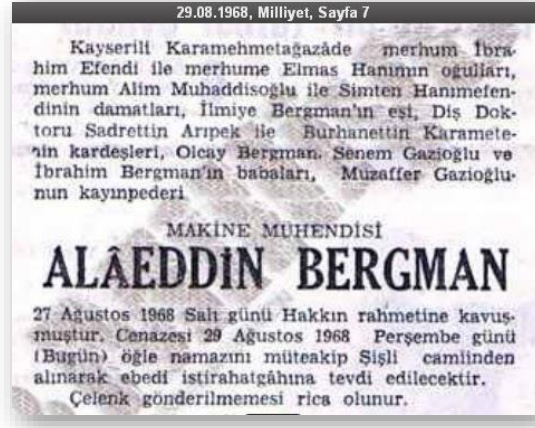 29.08.1968, Milliyet, Sayfa 7
Kayserili Karamehmetağazâde merhum İbra-
him Efendi ile merhume Elmas Hanımın oğulları,
merhum Alim Muhaddisoğlu ile Simten Hanımefen-
dinin damatları, İlmiye Bergman'ın eşi, Diş Dok-
toru Sadrettin Arıpek ile Burhanettin Karamete-
nin kardeşleri, Olcay Bergman. Senem Gazioğlu ve
İbrahim Bergman'ın babaları, Muzaffer Gazioğlu-
nun kayınpederi
MAKİNE MÜHENDİSİ
ALÂEDDİN BERGMAN
27 Ağustos 1968 Salı günü Hakkın rahmetine kavuş-
muştur. Cenazesi 29 Ağustos 1968 Perşembe günü
(Bugün) öğle namazını müteakip Şişli camiinden
alınarak ebedi istirahatgâhına tevdi edilecektir.
Çelenk gönderilmemesi rica olunur.